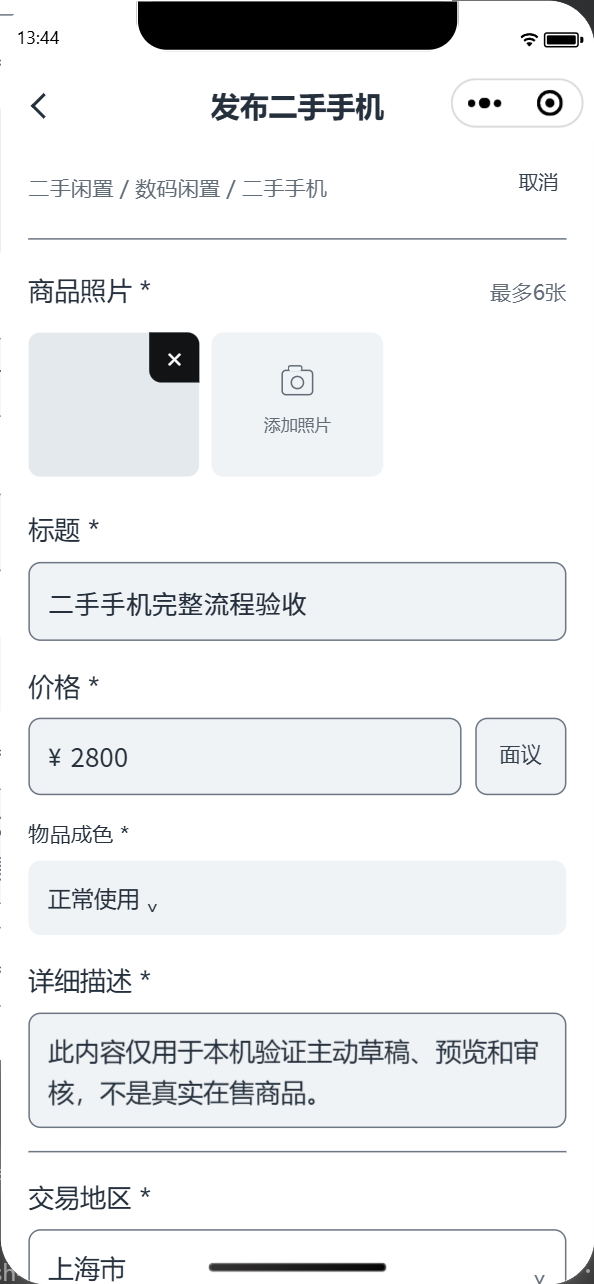 13:44
发布二手手机
二手闲置 / 数码闲置 / 二手手机
取消
商品照片 *
最多6张
添加照片
标题 *
二手手机完整流程验收
价格 *
¥ 2800
面议
物品成色 *
正常使用
详细描述 *
此内容仅用于本机验证主动草稿、预览和审
核，不是真实在售商品。
交易地区 *
上海市